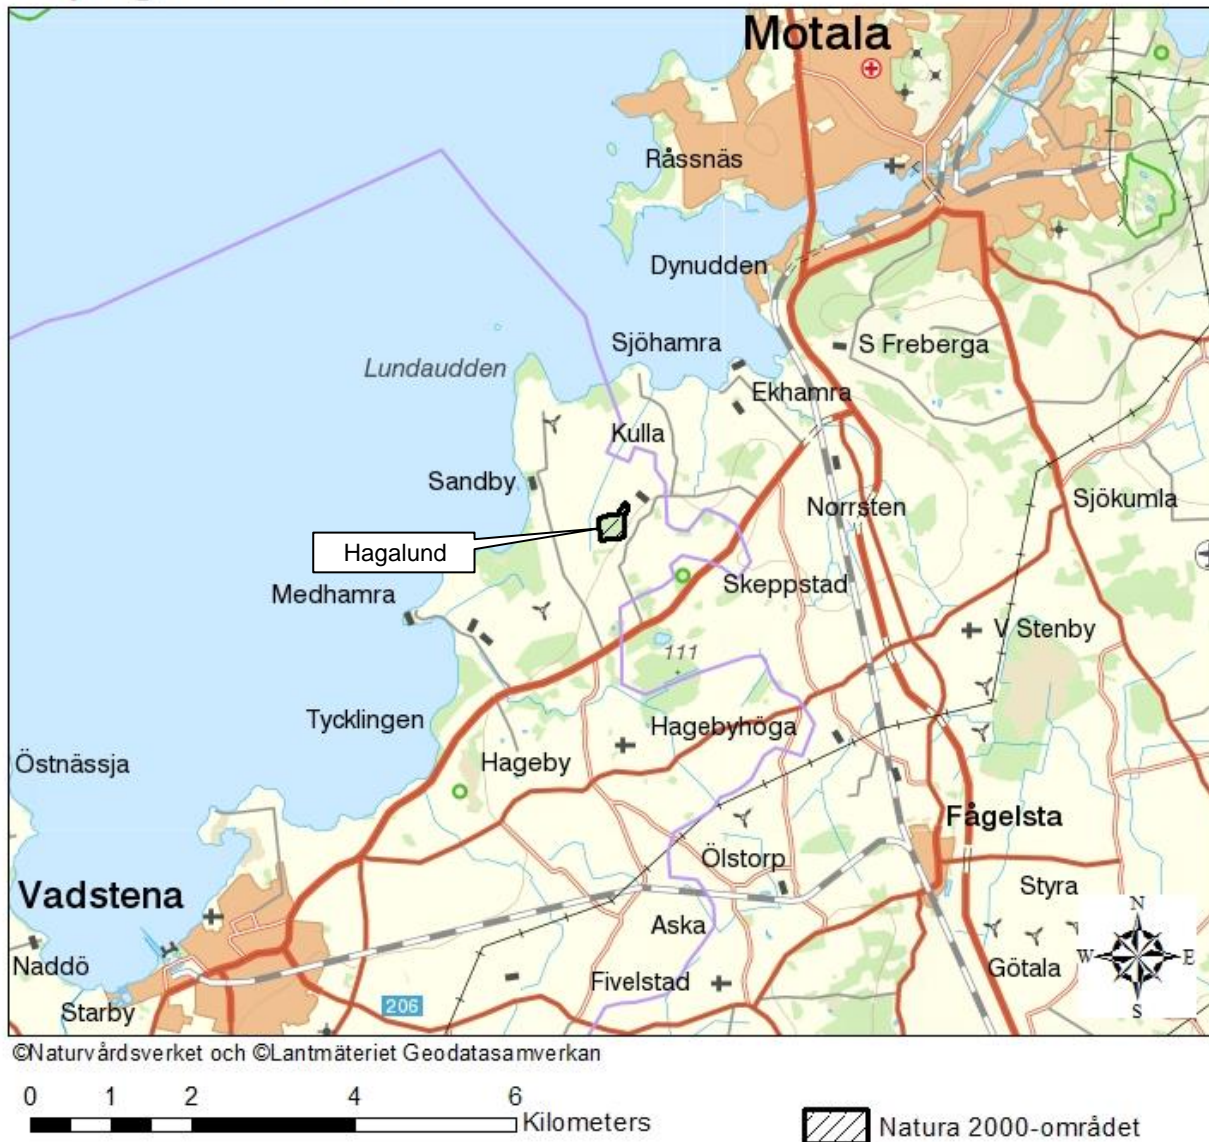 Motala
Råssnäs
Dynudden
Sjöhamra
S Freberga
Lundaudden
Ekhamra
Kulla
Sandby
Sjökumla
Norrsten
Hagalund
Skeppstad
Medhamra
V Stenby
111
Tycklingen
Hagebyhöga
Östnässja
Hageby
Fågelsta
Ölstorp
Vadstena
Styra
N
Aska
W
E
Naddö
Götala
Fivelstad
S
206
Starby
©Naturvårdsverket och ©Lantmäteriet Geodatasamverkan
0 1 2 4 6
Kilometers
Natura 2000-området